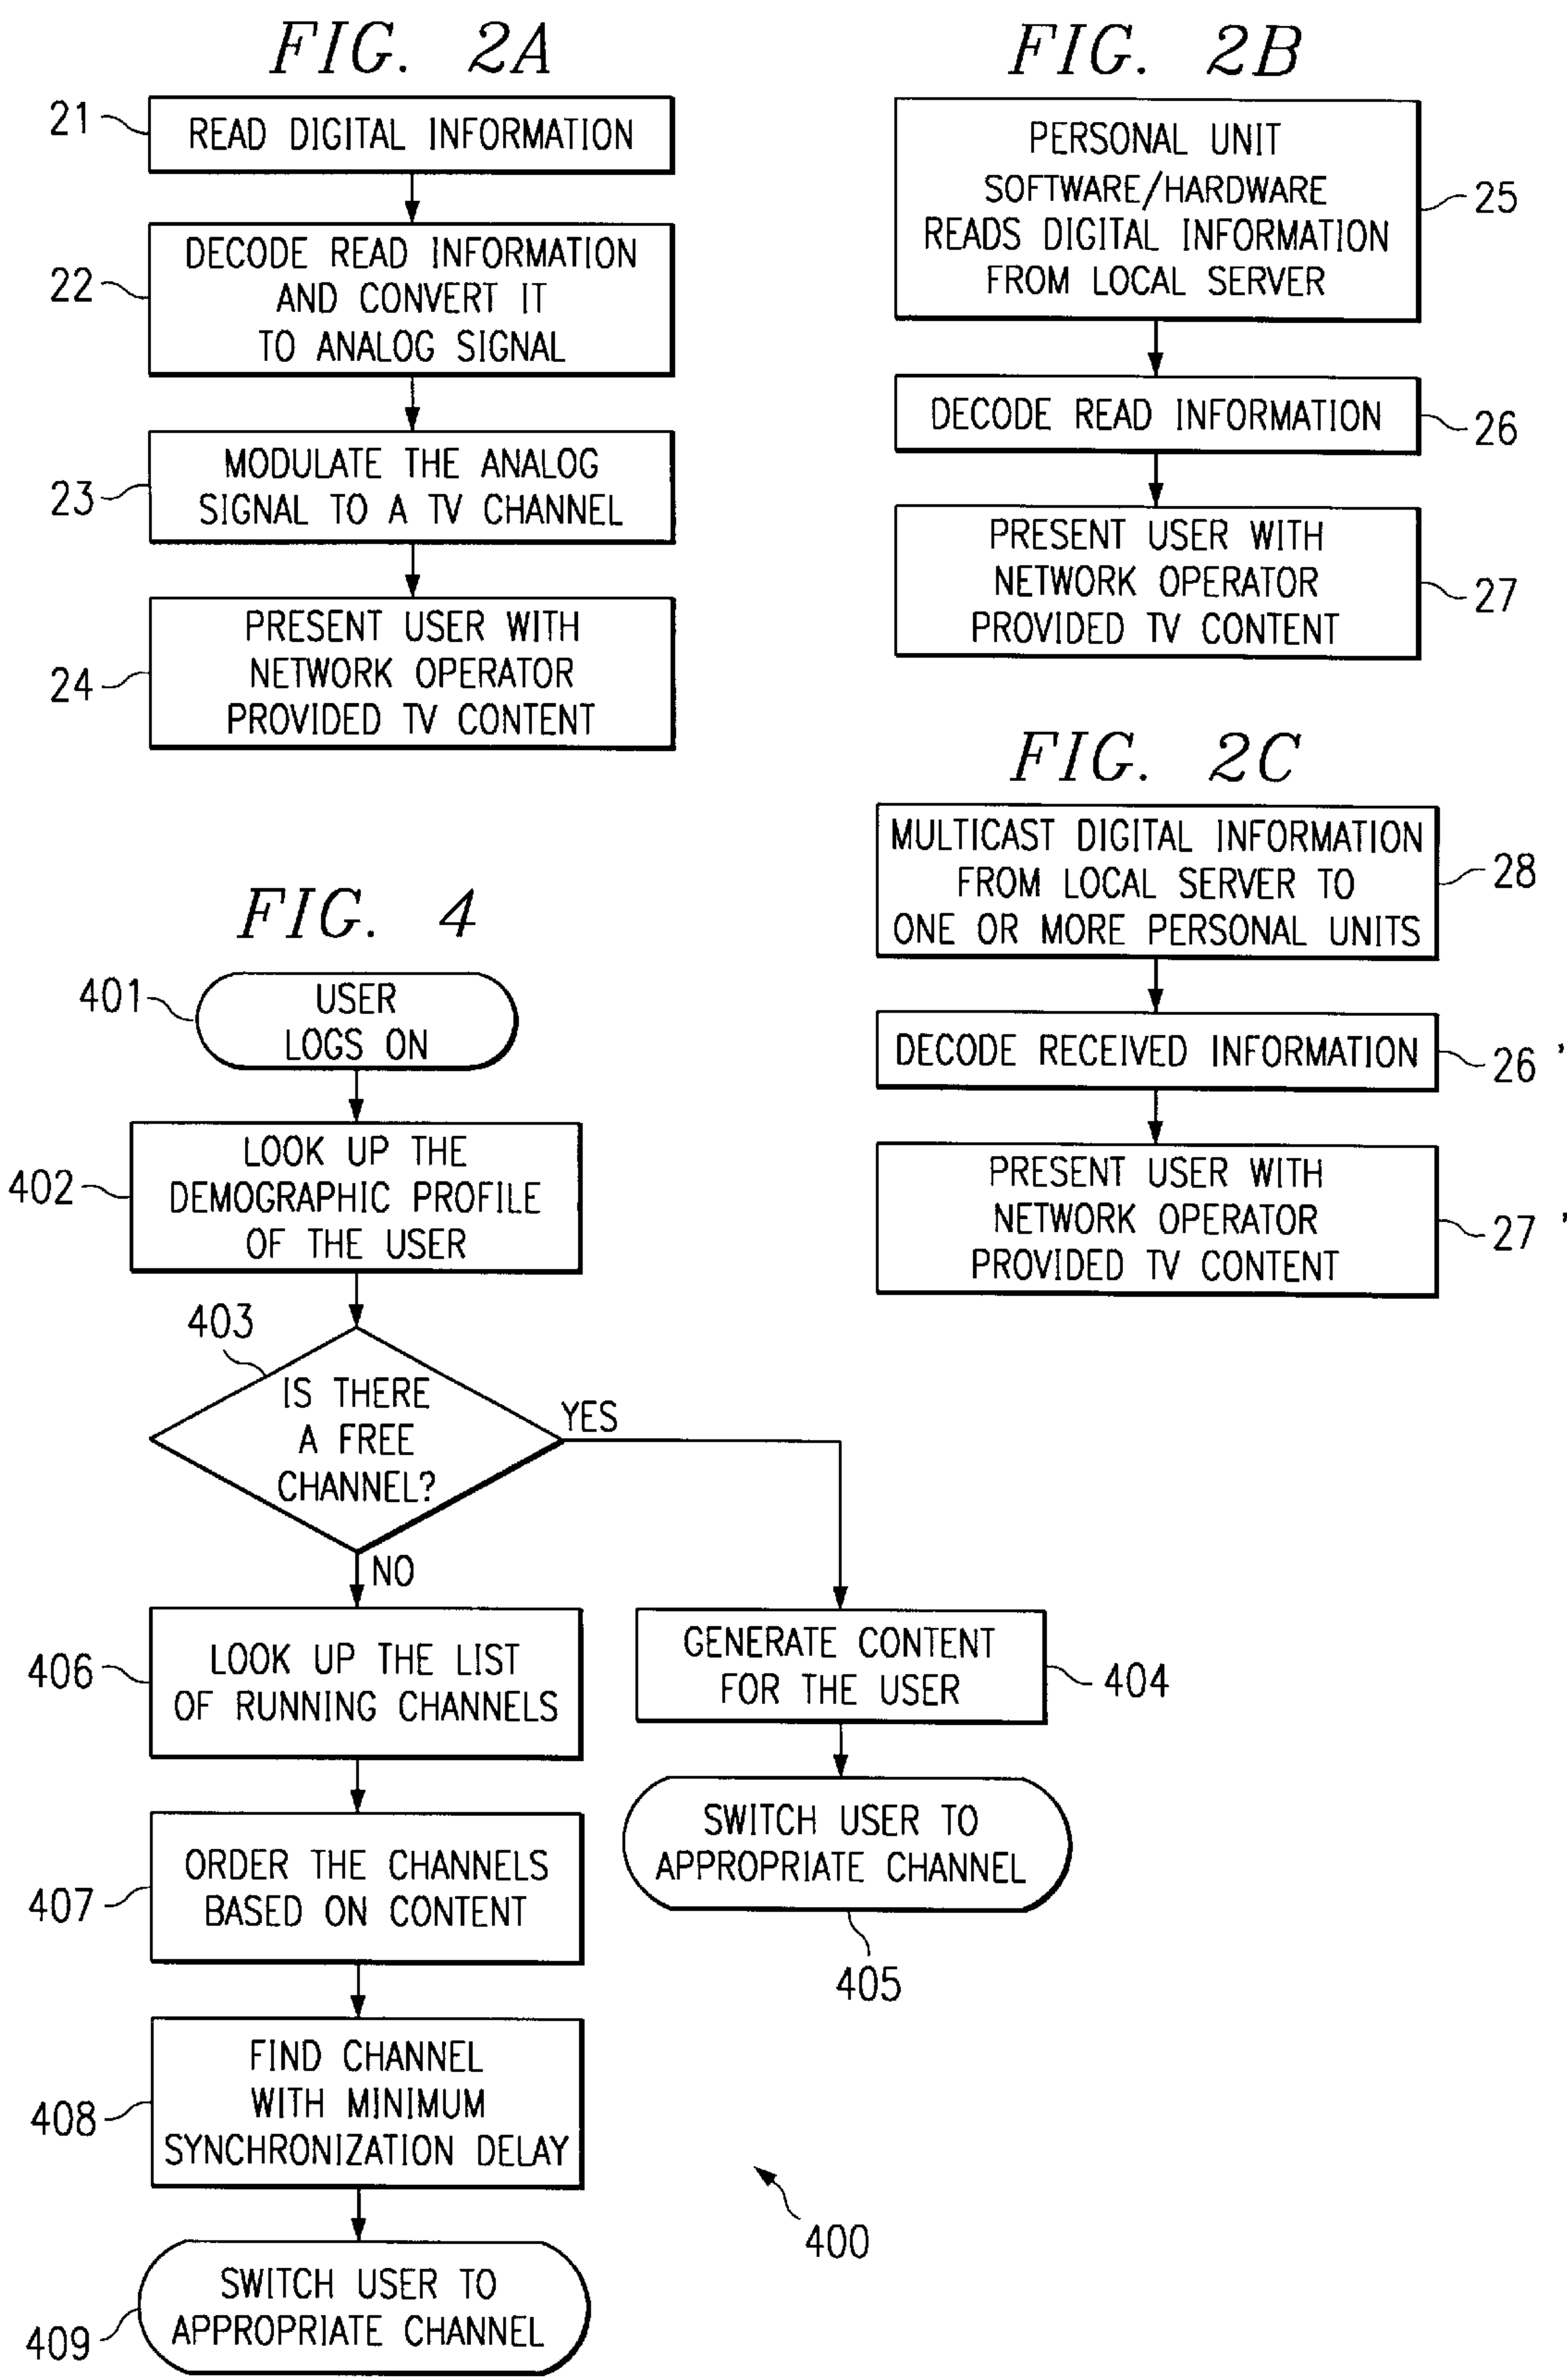 FIG. 2A
21
READ DIGITAL INFORMATION
22
DECODE READ INFORMATION
AND CONVERT IT
TO ANALOG SIGNAL
23
MODULATE THE ANALOG
SIGNAL TO A TV CHANNEL
24
PRESENT USER WITH
NETWORK OPERATOR
PROVIDED TV CONTENT
FIG. 2B
PERSONAL UNIT
SOFTWARE/HARDWARE
READS DIGITAL INFORMATION
FROM LOCAL SERVER
25
DECODE READ INFORMATION
26
PRESENT USER WITH
NETWORK OPERATOR
PROVIDED TV CONTENT
27
FIG. 2C
MULTICAST DIGITAL INFORMATION
FROM LOCAL SERVER TO
ONE OR MORE PERSONAL UNITS
28
DECODE RECEIVED INFORMATION
26'
PRESENT USER WITH
NETWORK OPERATOR
PROVIDED TV CONTENT
27'
FIG. 4
401
USER
LOGS ON
402
LOOK UP THE
DEMOGRAPHIC PROFILE
OF THE USER
403
IS THERE
A FREE
CHANNEL?
YES
NO
406
LOOK UP THE LIST
OF RUNNING CHANNELS
GENERATE CONTENT
FOR THE USER
404
SWITCH USER TO
APPROPRIATE CHANNEL
405
407
ORDER THE CHANNELS
BASED ON CONTENT
408
FIND CHANNEL
WITH MINIMUM
SYNCHRONIZATION DELAY
409
SWITCH USER TO
APPROPRIATE CHANNEL
400